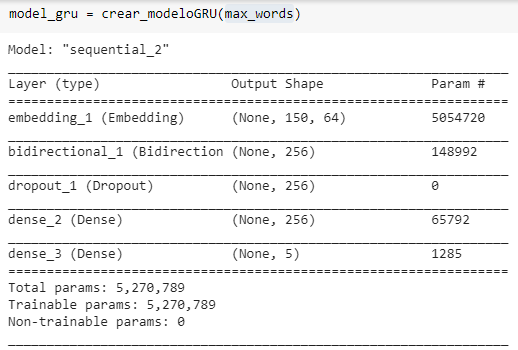 model_gru = crear_modeloGRU(max_words)
Model: "sequential_2"
_________________________________________________________________
Layer (type)                 Output Shape              Param #
=================================================================
embedding_1 (Embedding)      (None, 150, 64)           5054720
_________________________________________________________________
bidirectional_1 (Bidirection (None, 256)               148992
_________________________________________________________________
dropout_1 (Dropout)          (None, 256)               0
_________________________________________________________________
dense_2 (Dense)              (None, 256)               65792
_________________________________________________________________
dense_3 (Dense)              (None, 5)                 1285
=================================================================
Total params: 5,270,789
Trainable params: 5,270,789
Non-trainable params: 0
_________________________________________________________________